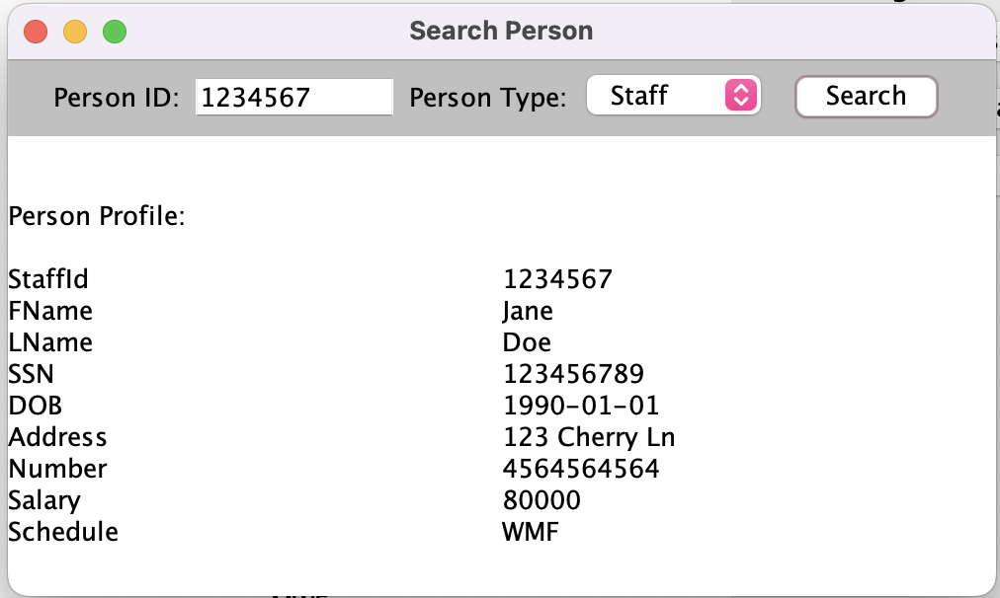 Search Person
Person ID: 1234567 Person Type: Staff Search
Person Profile:
StaffId 1234567
FName Jane
LName Doe
SSN 123456789
DOB 1990-01-01
Address 123 Cherry Ln
Number 4564564564
Salary 80000
Schedule WMF